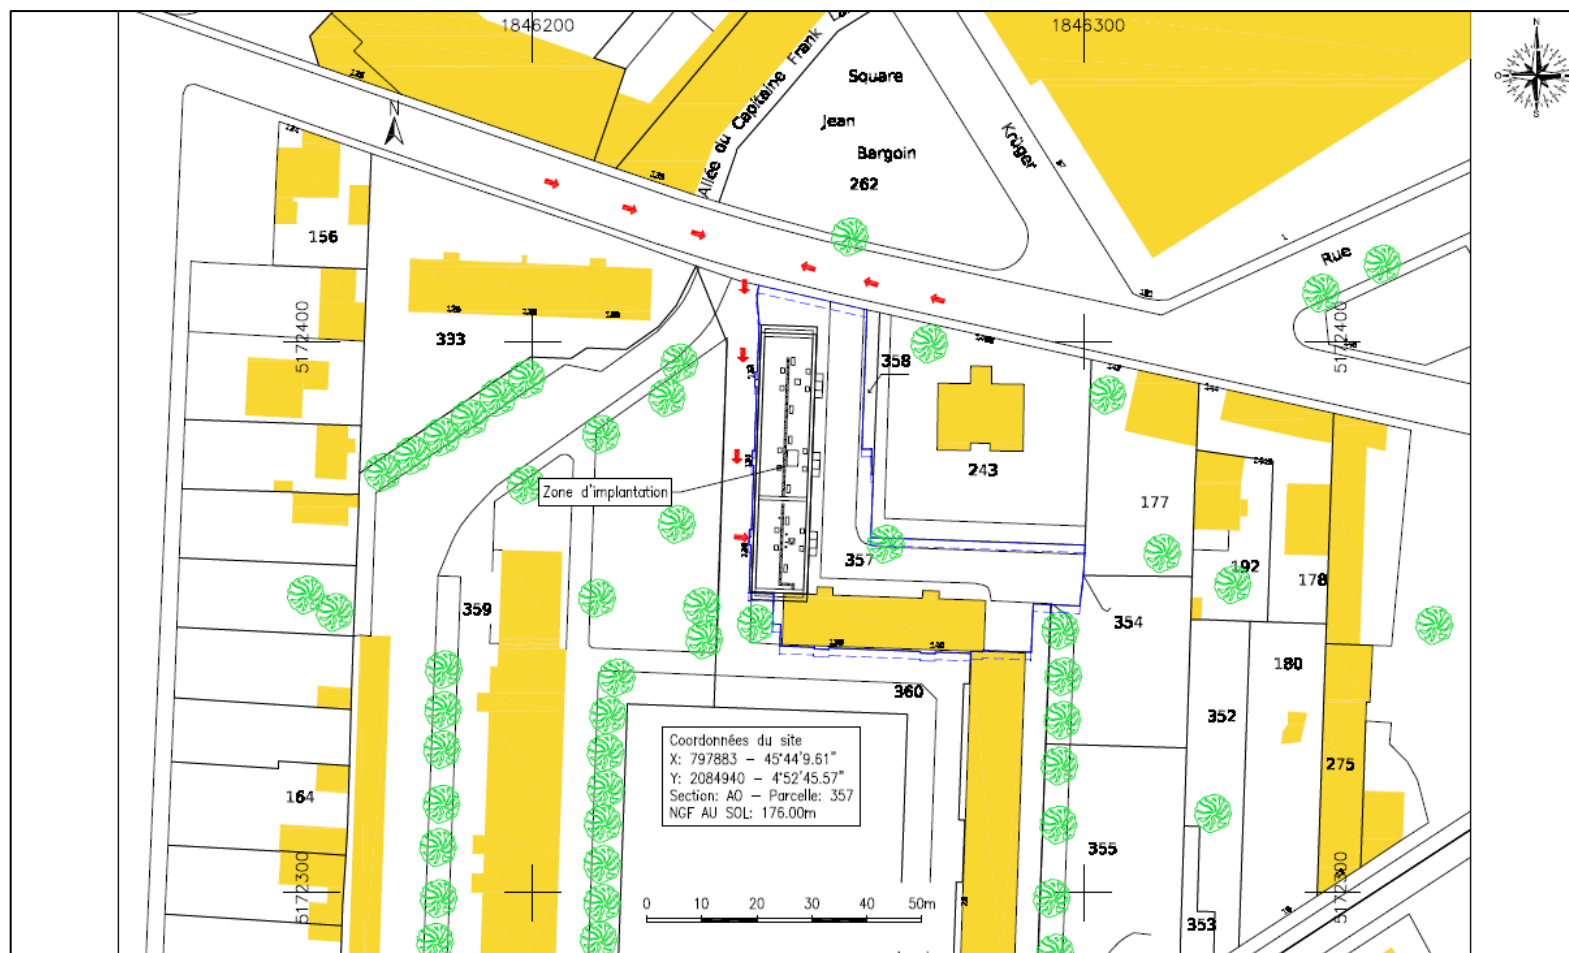 1846200
1846300
N
O
S
Allée du Capitaine Frank
Square
Jean
Bargoin
262
Krüger
Rue
N
156
5172400
5172400
333
358
243
177
Zone d'implantation
357
192
178
359
354
180
360
352
Coordonnées du site
X: 797883 – 45°44'9.61"
Y: 2084940 – 4°52'45.57"
Section: AO – Parcelle: 357
NGF AU SOL: 176.00m
275
164
355
5172300
5172300
0 10 20 30 40 50m
353